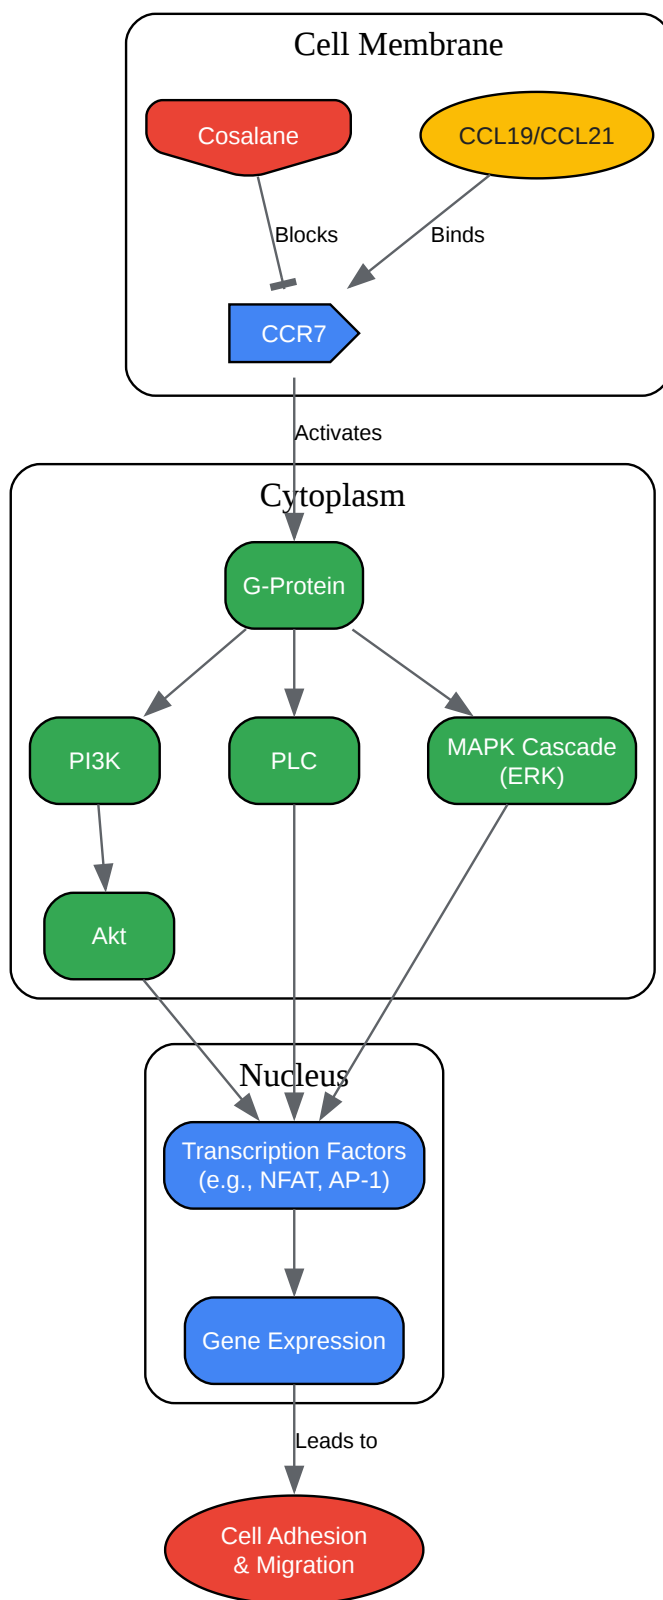 Cell Membrane
Cosalane
CCL19/CCL21
Blocks
Binds
CCR7
Activates
Cytoplasm
G-Protein
PI3K
PLC
MAPK Cascade
(ERK)
Akt
Nucleus
Transcription Factors
(e.g., NFAT, AP-1)
Gene Expression
Leads to
Cell Adhesion
& Migration